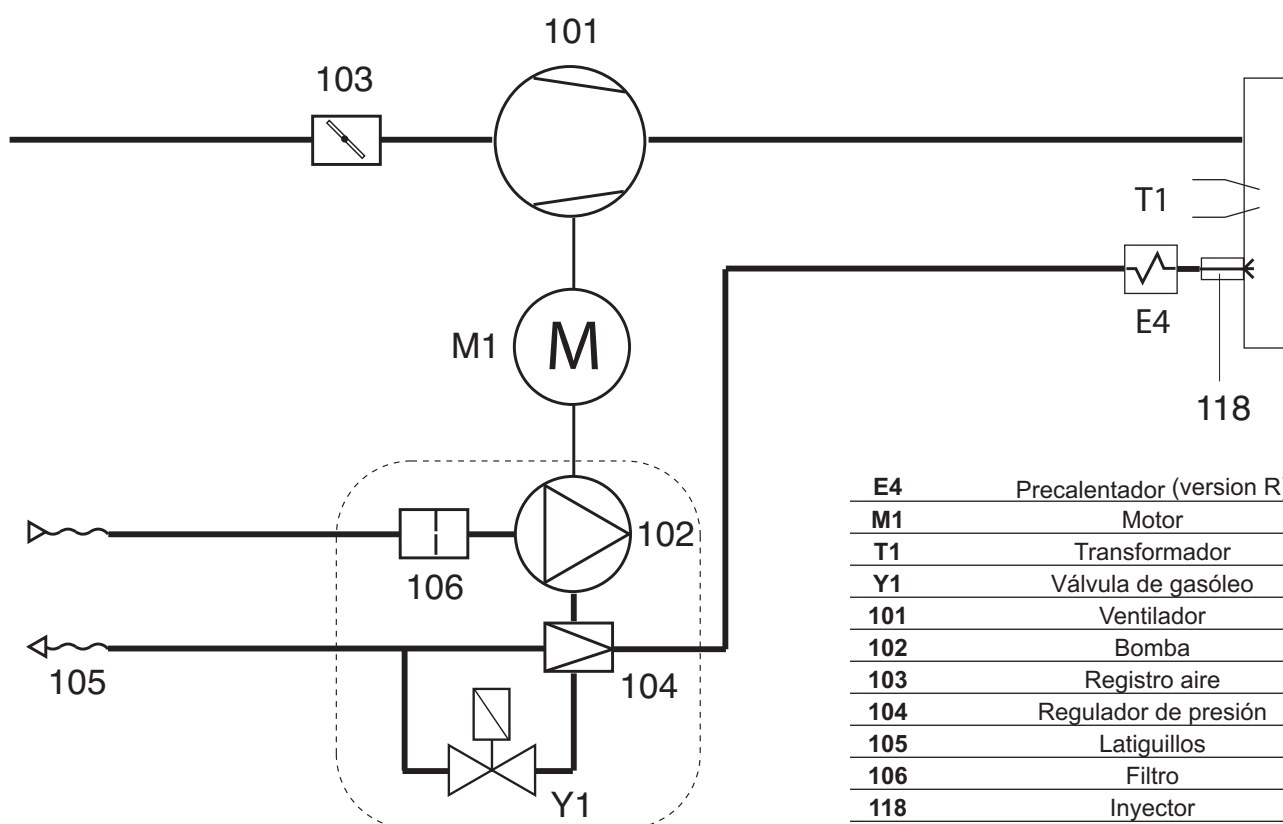 101
103
T1
E4
M1
M
118
102
106
105
104
Y1
E4 Precalentador (version R
M1 Motor
T1 Transformador
Y1 Válvula de gasóleo
101 Ventilador
102 Bomba
103 Registro aire
104 Regulador de presión
105 Latiguillos
106 Filtro
118 Inyector